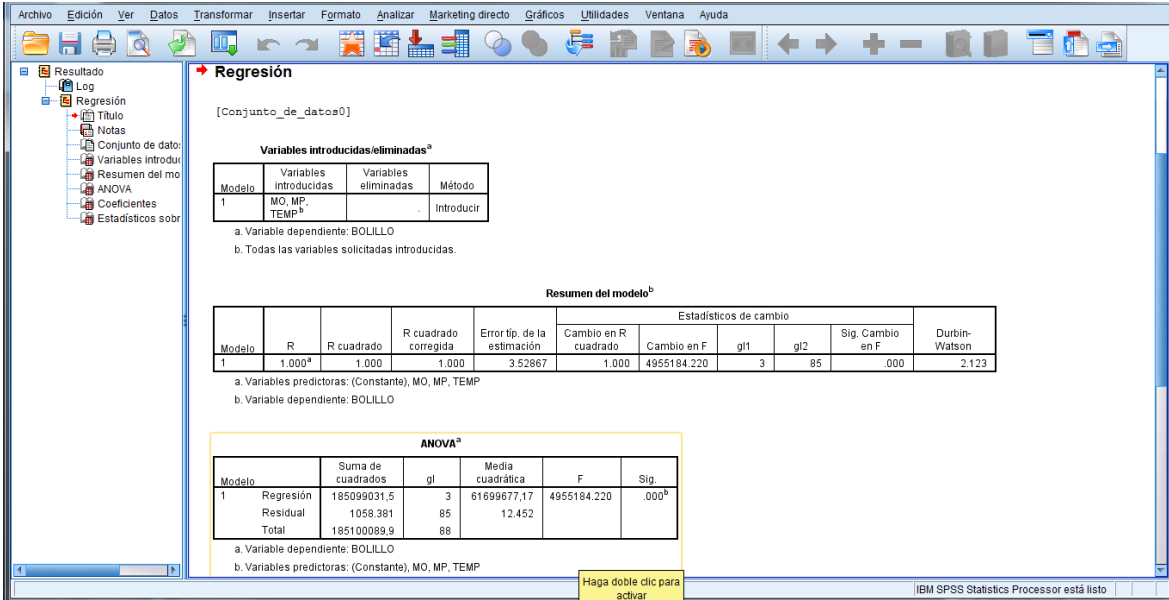 Archivo Edición Ver Datos Transformar Insertar Formato Analizar Marketing directo Gráficos Utilidades Ventana Ayuda
Resultado
Log
Regresión
Título
Notas
Conjunto de dato:
Variables introdu
Resumen del mo
ANOVA
Coeficientes
Estadísticos sobr
Regresión
[Conjunto_de_datos0]
Variables introducidas/eliminadas a
Modelo Variables introducidas Variables eliminadas Método
1 MO, MP, TEMP b . Introducir
a. Variable dependiente: BOLILLO
b. Todas las variables solicitadas introducidas.
Resumen del modelo b
Estadísticos de cambio
Modelo R R cuadrado R cuadrado corregida Error típ. de la estimación Cambio en R cuadrado Cambio en F gl1 gl2 Sig. Cambio en F Durbin-Watson
1 1.000 a 1.000 1.000 3.52867 1.000 4955184.220 3 85 .000 2.123
a. Variables predictoras: (Constante), MO, MP, TEMP
b. Variable dependiente: BOLILLO
ANOVA a
Modelo Suma de cuadrados gl Media cuadrática F Sig.
1 Regresión 185099031,5 3 61699677,17 4955184.220 .000 b
Residual 1058.381 85 12.452
Total 185100089,9 88
a. Variable dependiente: BOLILLO
b. Variables predictoras: (Constante), MO, MP, TEMP
Haga doble clic para
activar
IBM SPSS Statistics Processor está listo